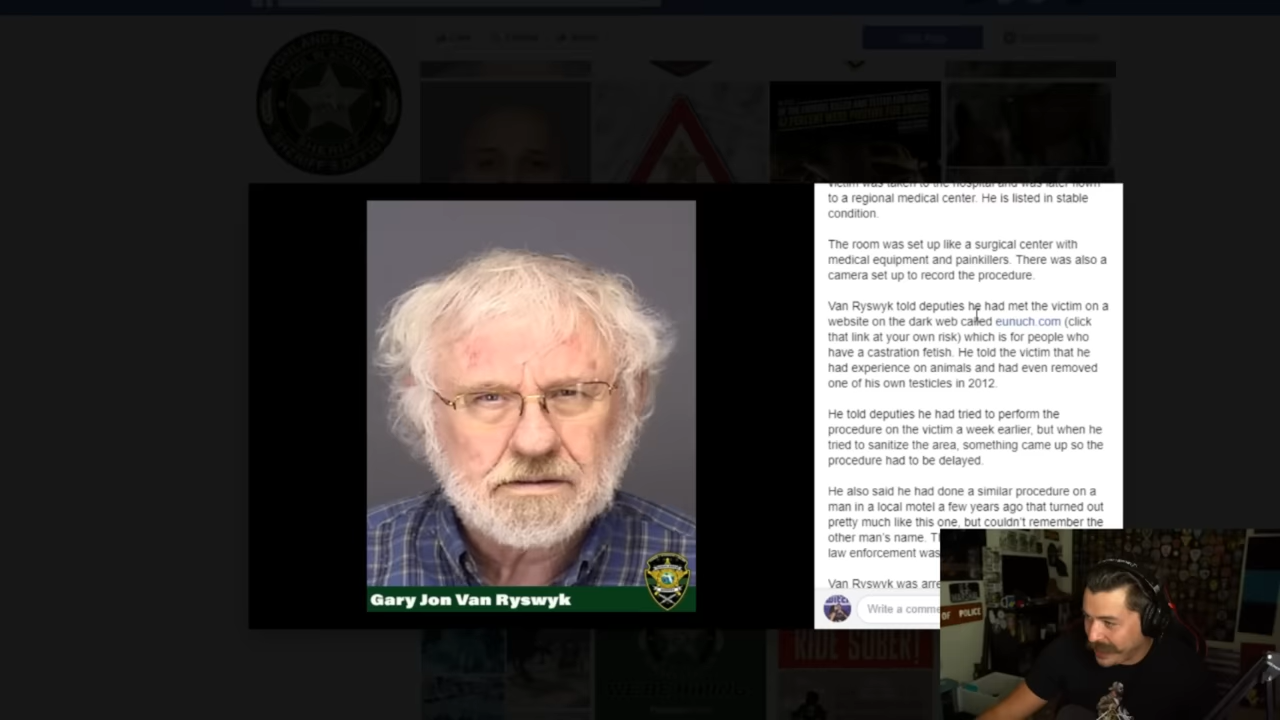 victim was taken to the hospital and was later flown
to a regional medical center. He is listed in stable
condition.
The room was set up like a surgical center with
medical equipment and painkillers. There was also a
camera set up to record the procedure.
Van Ryswyk told deputies he had met the victim on a
website on the dark web called eunuch.com (click
that link at your own risk) which is for people who
have a castration fetish. He told the victim that he
had experience on animals and had even removed
one of his own testicles in 2012.
He told deputies he had tried to perform the
procedure on the victim a week earlier, but when he
tried to sanitize the area, something came up so the
procedure had to be delayed.
He also said he had done a similar procedure on a
man in a local motel a few years ago that turned out
pretty much like this one, but couldn't remember the
other man's name.
law enforcement was
Van Ryswyk was
Write a
Gary Jon Van Ryswyk
RIDE SOBER!
OF POLICE
SHERIFF